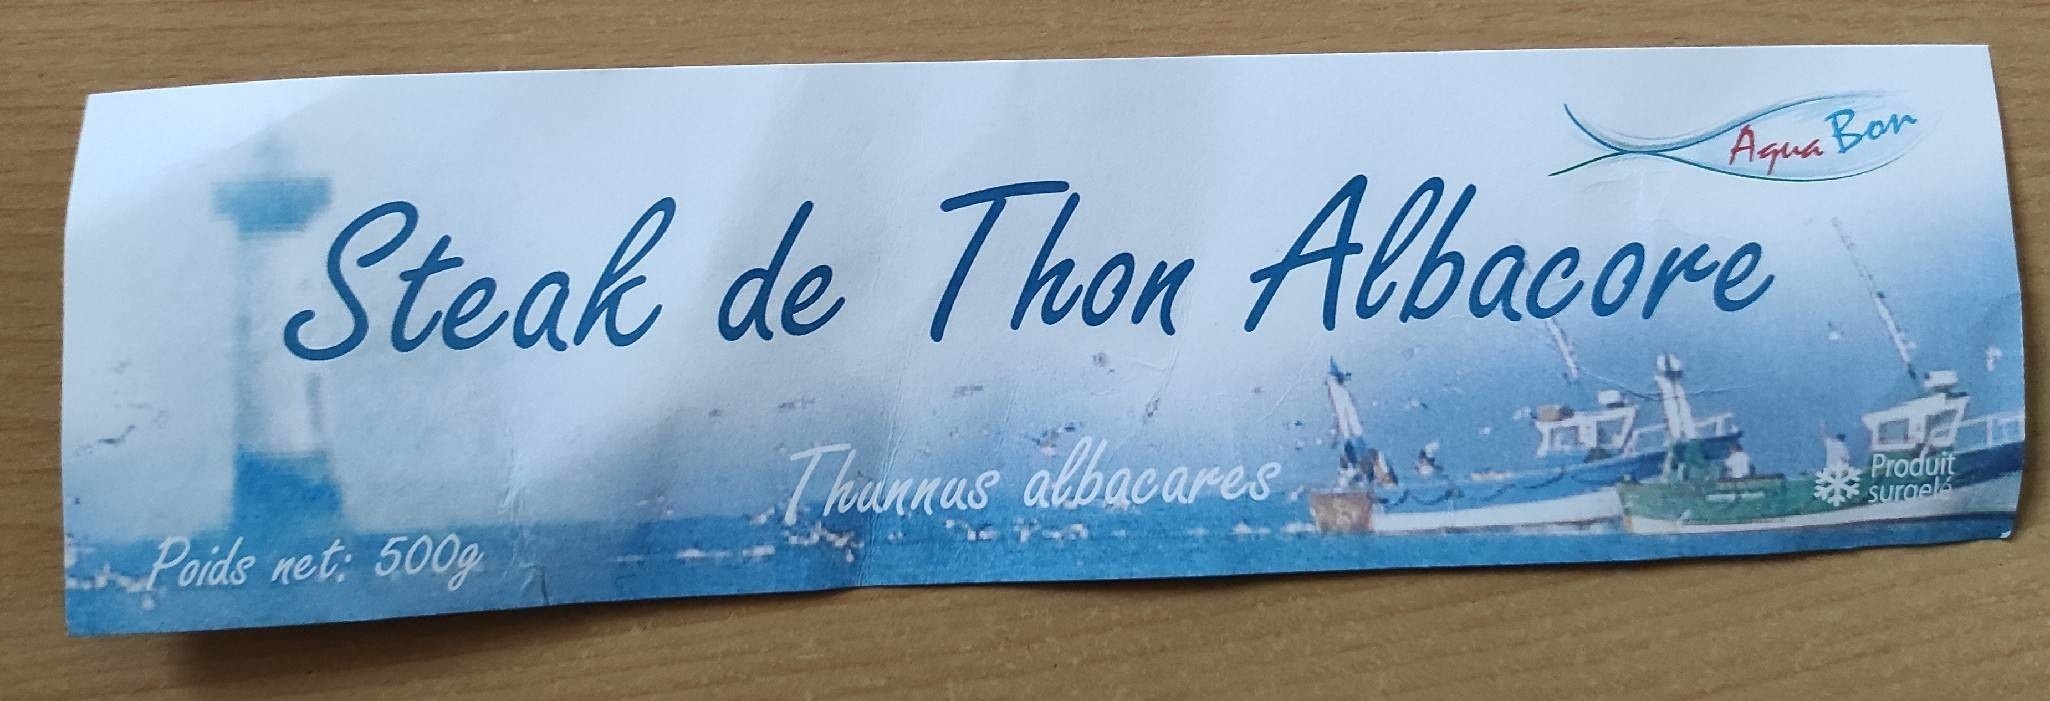 Aqua Bon
Steak de Thon Albacore
Thunnus albacares
Produit
surgelé
Poids net: 500g